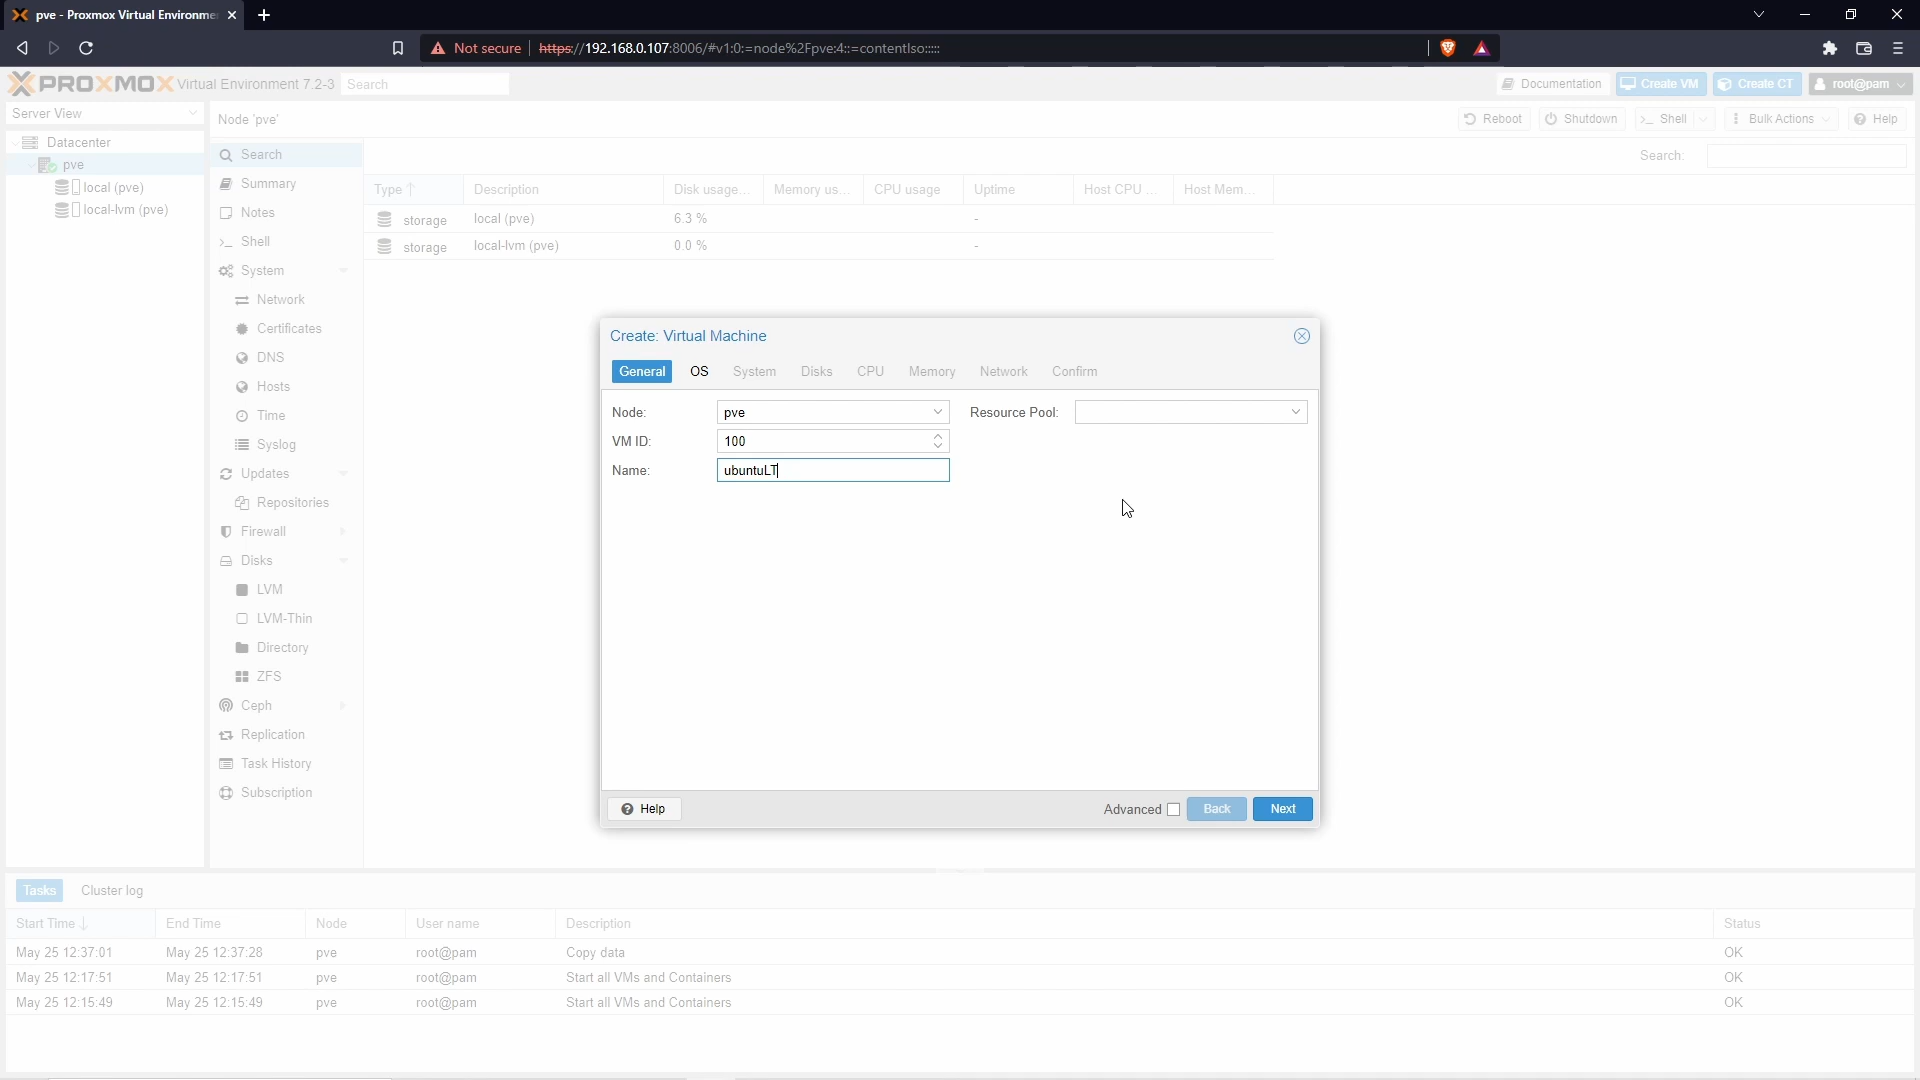 pve - Proxmox Virtual Environme
Not secure https://192.168.0.107:8006/#v1:0:=node%2Fpve:4::=contentIso:::::
PROXMOX Virtual Environment 7.2-3 Search Documentation Create VM Create CT root@pam
Server View
Node 'pve' Reboot Shutdown Shell Bulk Actions Help
Datacenter
pve
local (pve)
local-lvm (pve)
Search
Summary
Notes
Shell
System
Network
Certificates
DNS
Hosts
Time
Syslog
Updates
Repositories
Firewall
Disks
LVM
LVM-Thin
Directory
ZFS
Ceph
Replication
Task History
Subscription
Search:
Type Description Disk usage... Memory us... CPU usage Uptime Host CPU ... Host Mem...
storage local (pve) 6.3 % -
storage local-lvm (pve) 0.0 % -
Create: Virtual Machine
General OS System Disks CPU Memory Network Confirm
Node: pve Resource Pool:
VM ID: 100
Name: ubuntuLT
Help Advanced Back Next
Tasks Cluster log
Start Time End Time Node User name Description Status
May 25 12:37:01 May 25 12:37:28 pve root@pam Copy data OK
May 25 12:17:51 May 25 12:17:51 pve root@pam Start all VMs and Containers OK
May 25 12:15:49 May 25 12:15:49 pve root@pam Start all VMs and Containers OK